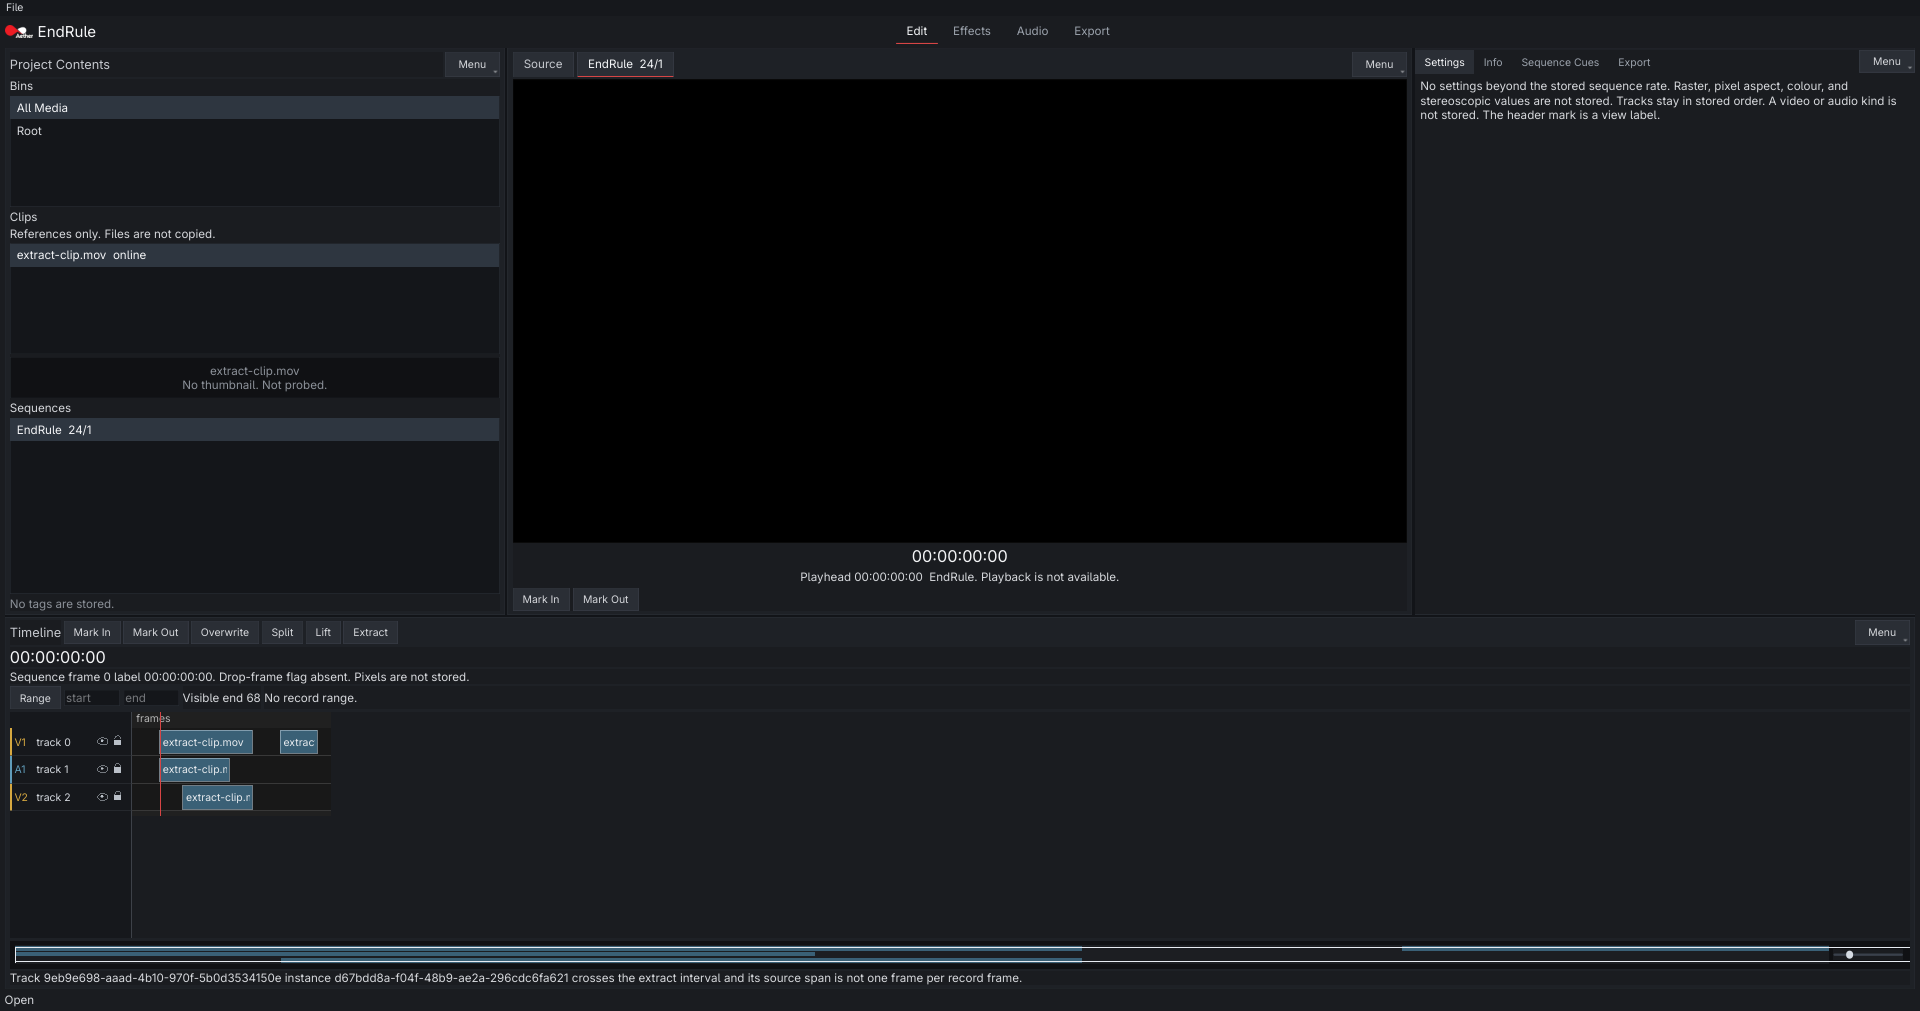 File
Aether EndRule
Edit Effects Audio Export
Project Contents Menu
Bins
All Media
Root
Clips
References only. Files are not copied.
extract-clip.mov online
extract-clip.mov
No thumbnail. Not probed.
Sequences
EndRule 24/1
No tags are stored.
Source EndRule 24/1 Menu
00:00:00:00
Playhead 00:00:00:00 EndRule. Playback is not available.
Mark In Mark Out
Settings Info Sequence Cues Export Menu
No settings beyond the stored sequence rate. Raster, pixel aspect, colour, and
stereoscopic values are not stored. Tracks stay in stored order. A video or audio kind is
not stored. The header mark is a view label.
Timeline Mark In Mark Out Overwrite Split Lift Extract Menu
00:00:00:00
Sequence frame 0 label 00:00:00:00. Drop-frame flag absent. Pixels are not stored.
Range start end Visible end 68 No record range.
frames
V1 track 0 extract-clip.mov extrac
A1 track 1 extract-clip.m
V2 track 2 extract-clip.m
Track 9eb9e698-aaad-4b10-970f-5b0d3534150e instance d67bdd8a-f04f-48b9-ae2a-296cdc6fa621 crosses the extract interval and its source span is not one frame per record frame.
Open